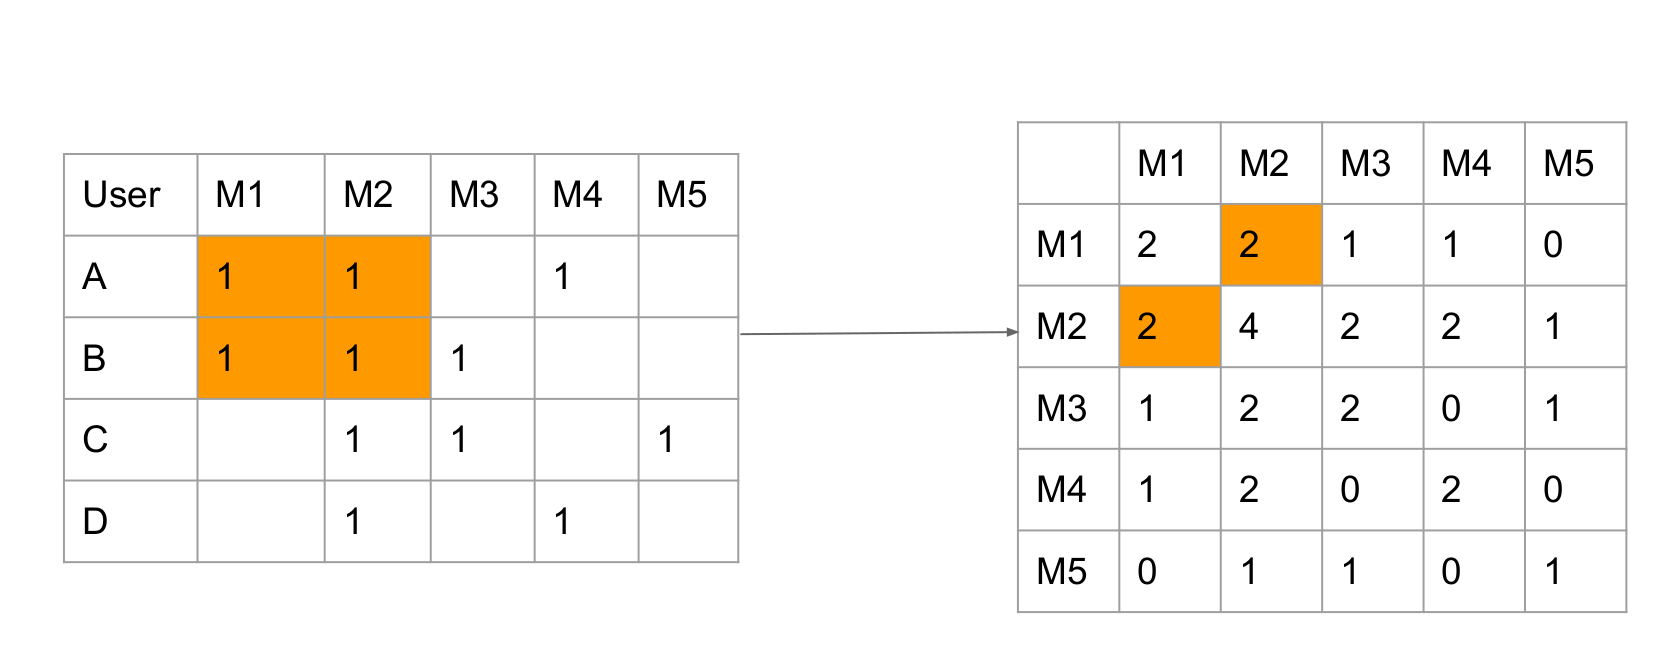 User M1 M2 M3 M4 M5
A 1 1 1
B 1 1 1
C 1 1 1
D 1 1
M1 M2 M3 M4 M5
M1 2 2 1 1 0
M2 2 4 2 2 1
M3 1 2 2 0 1
M4 1 2 0 2 0
M5 0 1 1 0 1